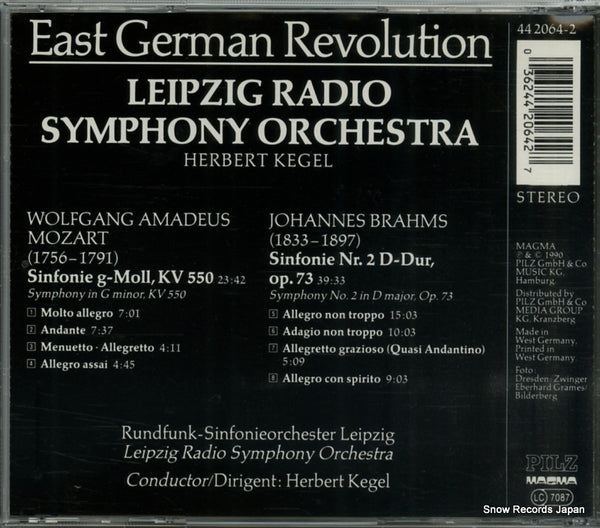 East German Revolution
LEIPZIG RADIO
SYMPHONY ORCHESTRA
HERBERT KEGEL
WOLFGANG AMADEUS
MOZART
(1756–1791)
Sinfonie g-Moll, KV 550 23:42
Symphony in G minor, KV 550
1 Molto allegro 7:01
2 Andante 7:37
3 Menuetto · Allegretto 4:11
4 Allegro assai 4:45
JOHANNES BRAHMS
(1833–1897)
Sinfonie Nr. 2 D-Dur,
op. 73 39:33
Symphony No. 2 in D major, Op. 73
5 Allegro non troppo 15:03
6 Adagio non troppo 10:03
7 Allegretto grazioso (Quasi Andantino)
5:09
8 Allegro con spirito 9:03
Rundfunk-Sinfonieorchester Leipzig
Leipzig Radio Symphony Orchestra
Conductor/Dirigent: Herbert Kegel
44 2064-2
0 36244 20642 7
STEREO
MAGMA
℗ & © 1990
PILZ GmbH & Co
MUSIC KG,
Hamburg.
Distributed by
PILZ GmbH & Co
MEDIA GROUP
KG, Kranzberg
Made in
West Germany.
Printed in
West Germany.
Foto:
Dresden: Zwinger
Eberhard Grames/
Bilderberg
PILZ
MAGMA
LC 7087
Snow Records Japan